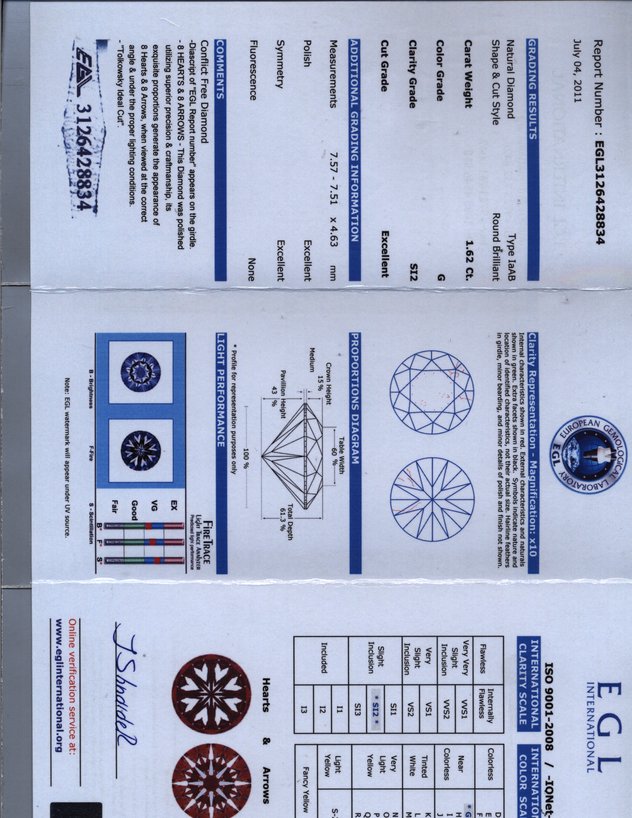 Report Number : EGL3126428834
July 04, 2011
GRADING RESULTS
Natural Diamond Type IaAB
Shape & Cut Style Round Brilliant
Carat Weight 1.62 Ct.
Color Grade G
Clarity Grade SI2
Cut Grade Excellent
ADDITIONAL GRADING INFORMATION
Measurements 7.57 - 7.51 x 4.63 mm
Polish Excellent
Symmetry Excellent
Fluorescence None
COMMENTS
Conflict Free Diamond
-Diascript of "EGL Report number" appears on the girdle.
- 8 HEARTS & 8 ARROWS - This Diamond was polished
utilizing superior precision & craftmanship, its
exquisite proportions generate the appearance of
8 Hearts & 8 Arrows, when viewed at the correct
angle & under the proper lighting conditions
- "Tolkowsky Ideal Cut".
EGL 3126428834
EUROPEAN GEMOLOGICAL LABORATORY
EGL
Clarity Representation - Magnification: x10
Internal characteristics shown in red. External characteristics and naturals
shown in green. Extra facets shown in black. Symbols indicate nature and
location of identified characteristics, not their actual size. Hairline feathers
in girdle, minor bearding, and minor details of polish and finish not shown.
PROPORTIONS DIAGRAM
Table Width
60 %
Crown Height
15 %
Medium
Pavillion Height
43 %
Total Depth
61.3 %
100 %
* Profile for representation purposes only
LIGHT PERFORMANCE
FIRETRACE
Light Trace Analyzer
Predicted light performance
EX
VG
Good
Fair
B* F* S*
B - Brightness F-Fire S - Scintillation
Note: EGL watermark will appear under UV source.
EGL
INTERNATIONAL
ISO 9001-2008 / -IQNet-
INTERNATIONAL
CLARITY SCALE
Flawless Internally
Flawless
Very Very
Slight
Inclusion
VVS1
VVS2
Very
Slight
Inclusion
VS1
VS2
Slight
Inclusion
SI1
* SI2 *
SI3
Included
I1
I2
I3
INTERNATION
COLOR SCA
Colorless
D
E
F
Near
Colorless
* G
H
I
J
Tinted
White
K
L
M
Very
Light
Yellow
N
O
P
Q
R
Light
Yellow
S-
Fancy Yellow
Hearts & Arrows
Online verification service at:
www.eglinternational.org